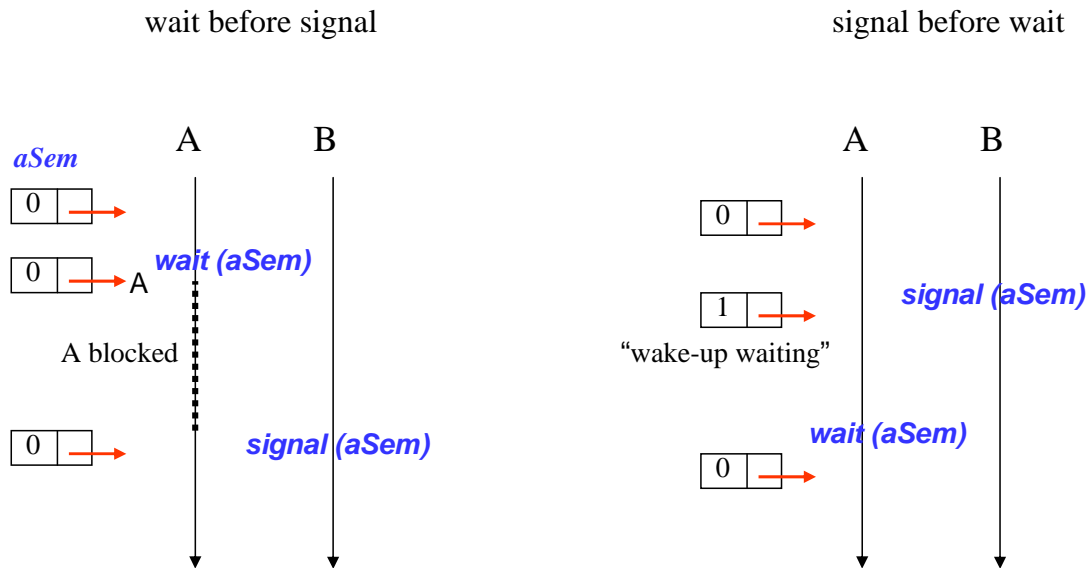 wait before signal
A
B
aSem
0
wait (aSem)
0
A
A blocked
0
signal (aSem)
signal before wait
A
B
0
signal (aSem)
1
“wake-up waiting”
wait (aSem)
0